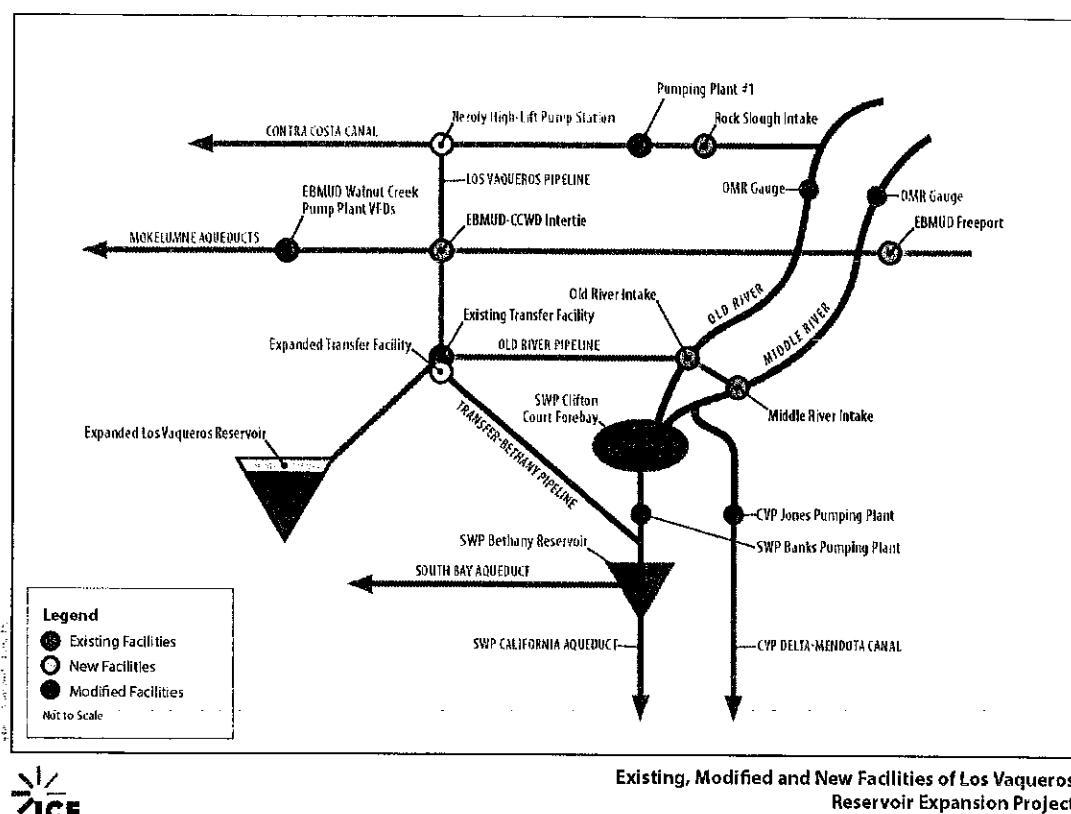 Pumping Plant #1
Neroly High-Lift Pump Station
Rock Slough Intake
CONTRA COSTA CANAL
LOS VAQUEROS PIPELINE
OMR Gauge
OMR Gauge
EBMUD Walnut Creek
Pump Plant VFDs
EBMUD-CCWD Intertie
EBMUD Freeport
MOKELUMNE AQUEDUCTS
Old River Intake
OLD RIVER
MIDDLE RIVER
Existing Transfer Facility
Expanded Transfer Facility
OLD RIVER PIPELINE
SWP Clifton
Court Forebay
Middle River Intake
Expanded Los Vaqueros Reservoir
TRANSFER-BETHANY PIPELINE
CVP Jones Pumping Plant
SWP Bethany Reservoir
SWP Banks Pumping Plant
SOUTH BAY AQUEDUCT
Legend
Existing Facilities
New Facilities
Modified Facilities
Not to Scale
SWP CALIFORNIA AQUEDUCT
CVP DELTA-MENDOTA CANAL
Existing, Modified and New Facilities of Los Vaqueros
Reservoir Expansion Project
ICF